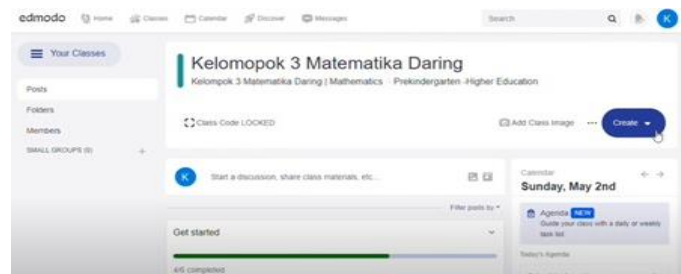 edmodo Home Classes Calendar Discover Messages Search K
Your Classes
Posts
Folders
Members
SMALL GROUPS (0) +
Kelomopok 3 Matematika Daring
Kelompok 3 Matematika Daring | Mathematics Prekindergarten -Higher Education
Class Code LOCKED
Add Class Image ... Create
K Start a discussion, share class materials, etc...
Filter posts by
Get started
4/6 completed
Calendar
Sunday, May 2nd
Agenda NEW
Guide your class with a daily or weekly
task list
Today's Agenda